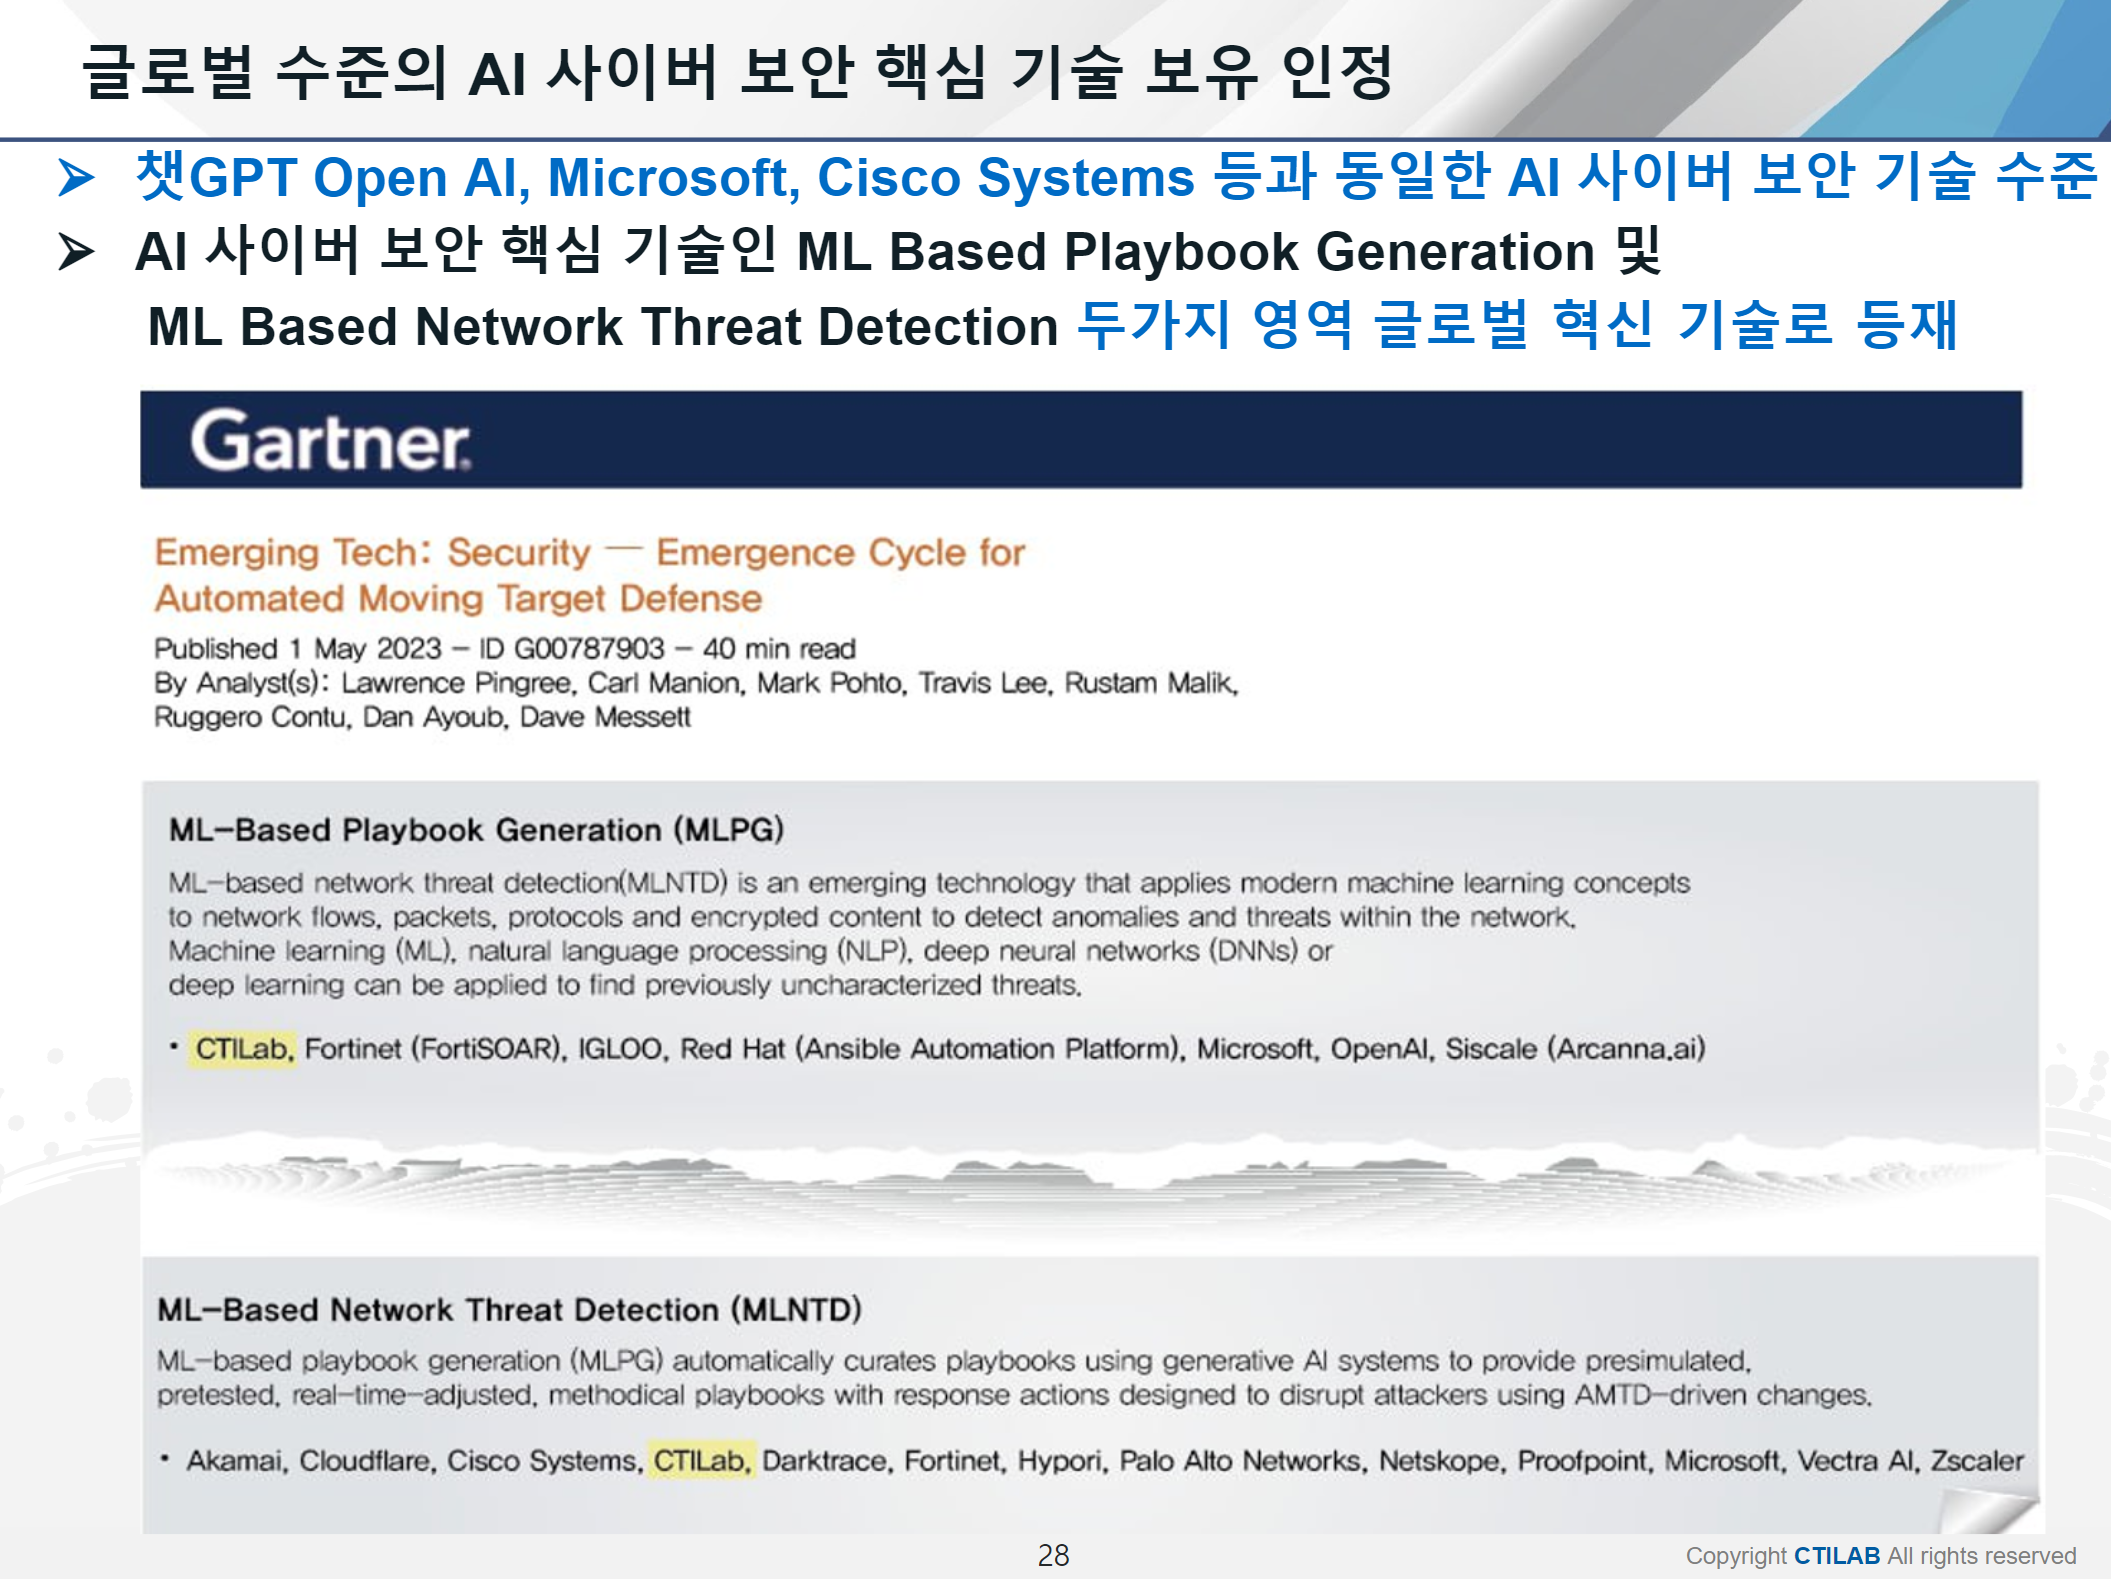 글로벌 수준의 AI 사이버 보안 핵심 기술 보유 인정
➢ 챗GPT Open AI, Microsoft, Cisco Systems 등과 동일한 AI 사이버 보안 기술 수준
➢ AI 사이버 보안 핵심 기술인 ML Based Playbook Generation 및
ML Based Network Threat Detection 두가지 영역 글로벌 혁신 기술로 등재
Gartner®
Emerging Tech: Security — Emergence Cycle for
Automated Moving Target Defense
Published 1 May 2023 – ID G00787903 – 40 min read
By Analyst(s): Lawrence Pingree, Carl Manion, Mark Pohto, Travis Lee, Rustam Malik,
Ruggero Contu, Dan Ayoub, Dave Messett
ML–Based Playbook Generation (MLPG)
ML–based network threat detection(MLNTD) is an emerging technology that applies modern machine learning concepts
to network flows, packets, protocols and encrypted content to detect anomalies and threats within the network.
Machine learning (ML), natural language processing (NLP), deep neural networks (DNNs) or
deep learning can be applied to find previously uncharacterized threats.
· CTILab, Fortinet (FortiSOAR), IGLOO, Red Hat (Ansible Automation Platform), Microsoft, OpenAI, Siscale (Arcanna.ai)
ML–Based Network Threat Detection (MLNTD)
ML–based playbook generation (MLPG) automatically curates playbooks using generative AI systems to provide presimulated,
pretested, real–time–adjusted, methodical playbooks with response actions designed to disrupt attackers using AMTD–driven changes.
· Akamai, Cloudflare, Cisco Systems, CTILab, Darktrace, Fortinet, Hypori, Palo Alto Networks, Netskope, Proofpoint, Microsoft, Vectra AI, Zscaler
28
Copyright CTILAB All rights reserved